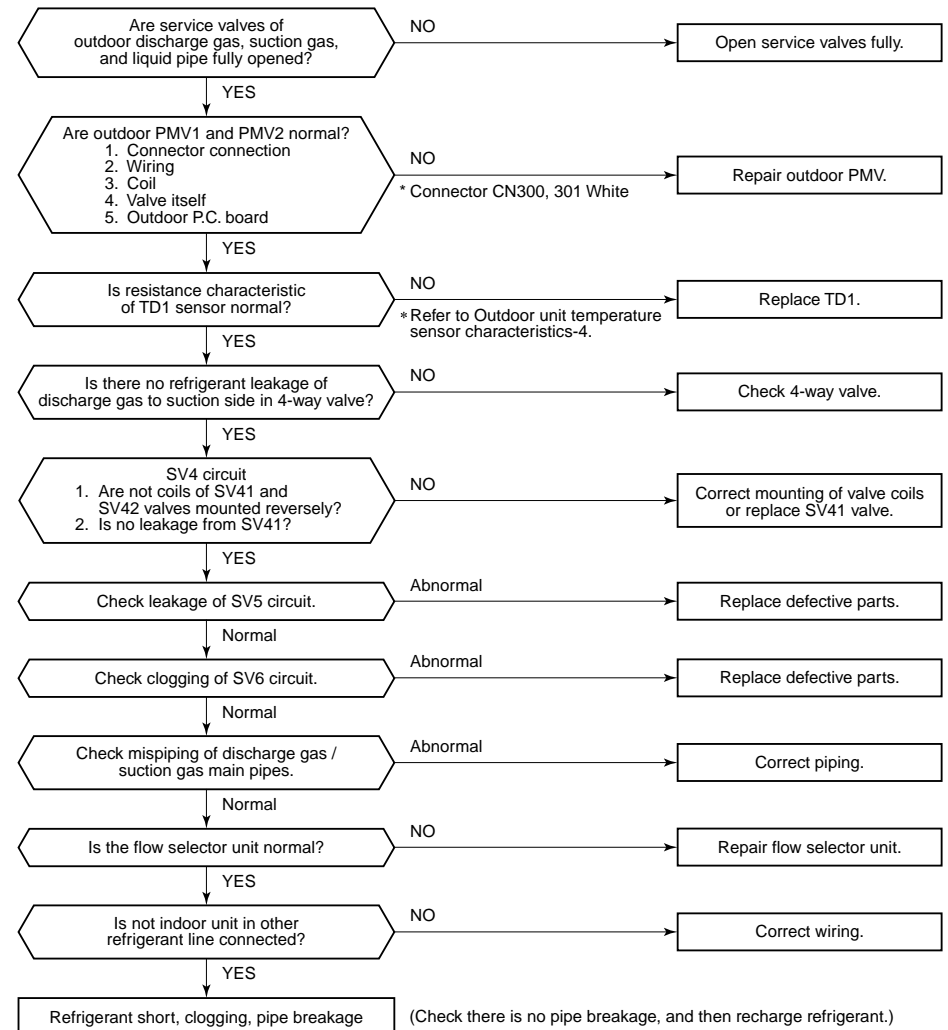 Are service valves of
outdoor discharge gas, suction gas,
and liquid pipe fully opened?
NO
Open service valves fully.
YES
Are outdoor PMV1 and PMV2 normal?
1. Connector connection
2. Wiring
3. Coil
4. Valve itself
5. Outdoor P.C. board
NO
* Connector CN300, 301 White
Repair outdoor PMV.
YES
Is resistance characteristic
of TD1 sensor normal?
NO
* Refer to Outdoor unit temperature
sensor characteristics-4.
Replace TD1.
YES
Is there no refrigerant leakage of
discharge gas to suction side in 4-way valve?
NO
Check 4-way valve.
YES
SV4 circuit
1. Are not coils of SV41 and
SV42 valves mounted reversely?
2. Is no leakage from SV41?
NO
Correct mounting of valve coils
or replace SV41 valve.
YES
Check leakage of SV5 circuit.
Abnormal
Replace defective parts.
Normal
Check clogging of SV6 circuit.
Abnormal
Replace defective parts.
Normal
Check mispiping of discharge gas /
suction gas main pipes.
Abnormal
Correct piping.
Normal
Is the flow selector unit normal?
NO
Repair flow selector unit.
YES
Is not indoor unit in other
refrigerant line connected?
NO
Correct wiring.
YES
Refrigerant short, clogging, pipe breakage
(Check there is no pipe breakage, and then recharge refrigerant.)